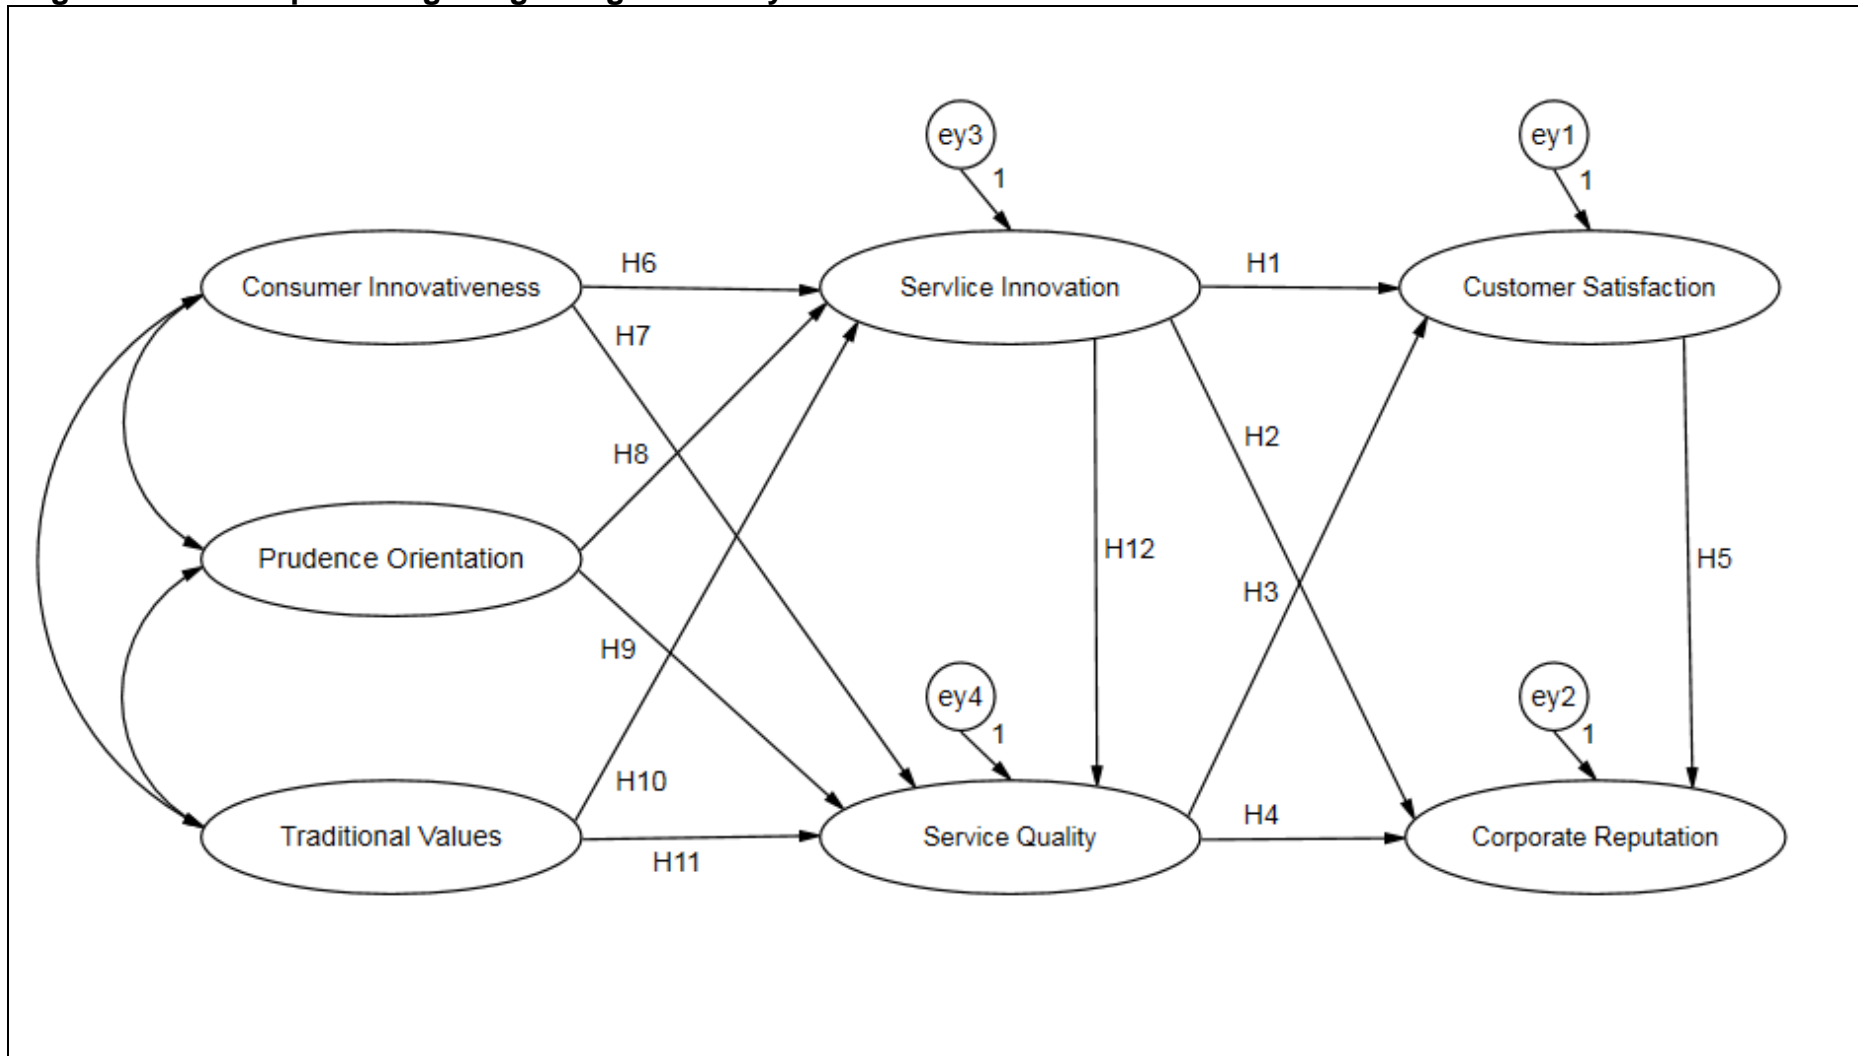 ey3
ey1
1
1
Consumer Innovativeness
H6
Servlice Innovation
H1
Customer Satisfaction
H7
H2
H8
H12
H5
Prudence Orientation
H3
H9
ey4
ey2
1
1
H10
H4
Traditional Values
Service Quality
Corporate Reputation
H11